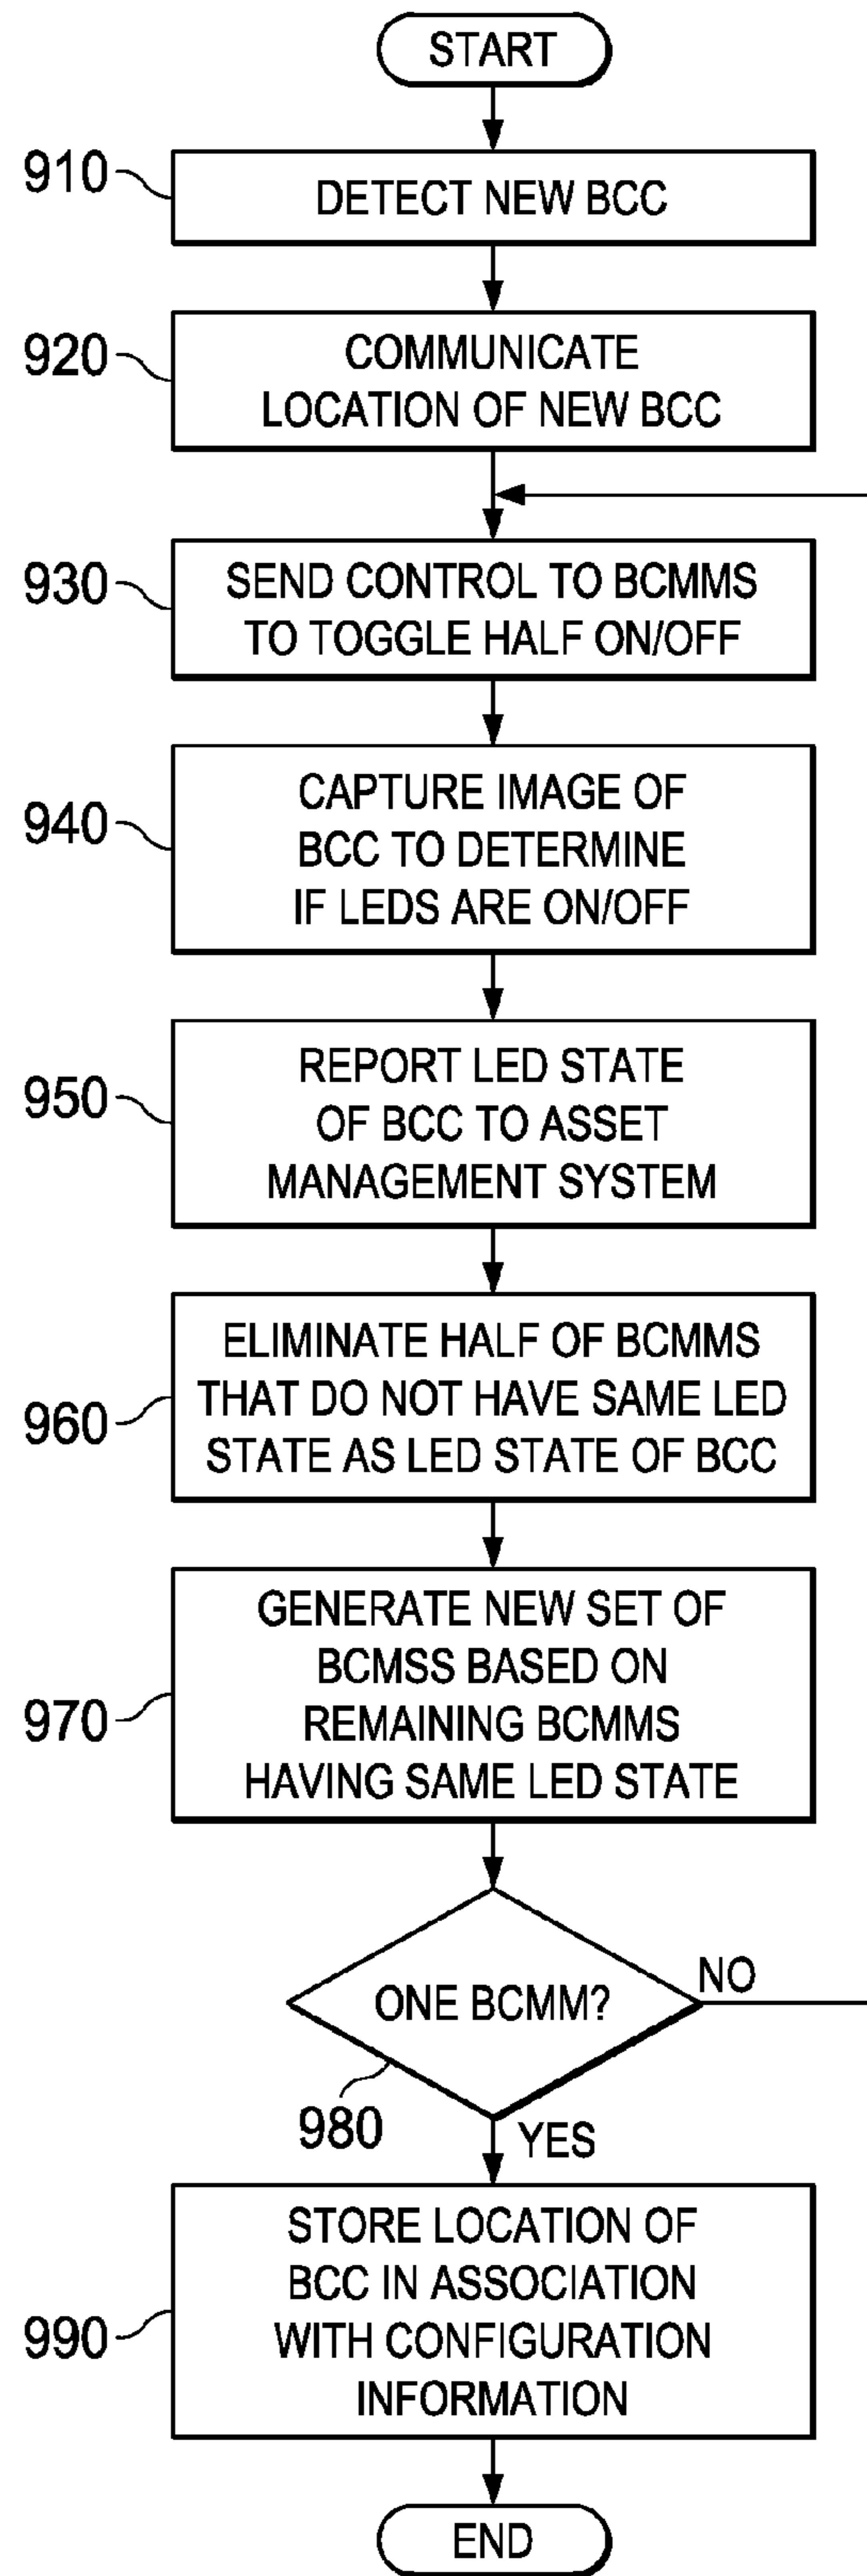 START
910
DETECT NEW BCC
920
COMMUNICATE
LOCATION OF NEW BCC
930
SEND CONTROL TO BCMMS
TO TOGGLE HALF ON/OFF
940
CAPTURE IMAGE OF
BCC TO DETERMINE
IF LEDS ARE ON/OFF
950
REPORT LED STATE
OF BCC TO ASSET
MANAGEMENT SYSTEM
960
ELIMINATE HALF OF BCMMS
THAT DO NOT HAVE SAME LED
STATE AS LED STATE OF BCC
970
GENERATE NEW SET OF
BCMSS BASED ON
REMAINING BCMMS
HAVING SAME LED STATE
ONE BCMM?
NO
980
YES
990
STORE LOCATION OF
BCC IN ASSOCIATION
WITH CONFIGURATION
INFORMATION
END